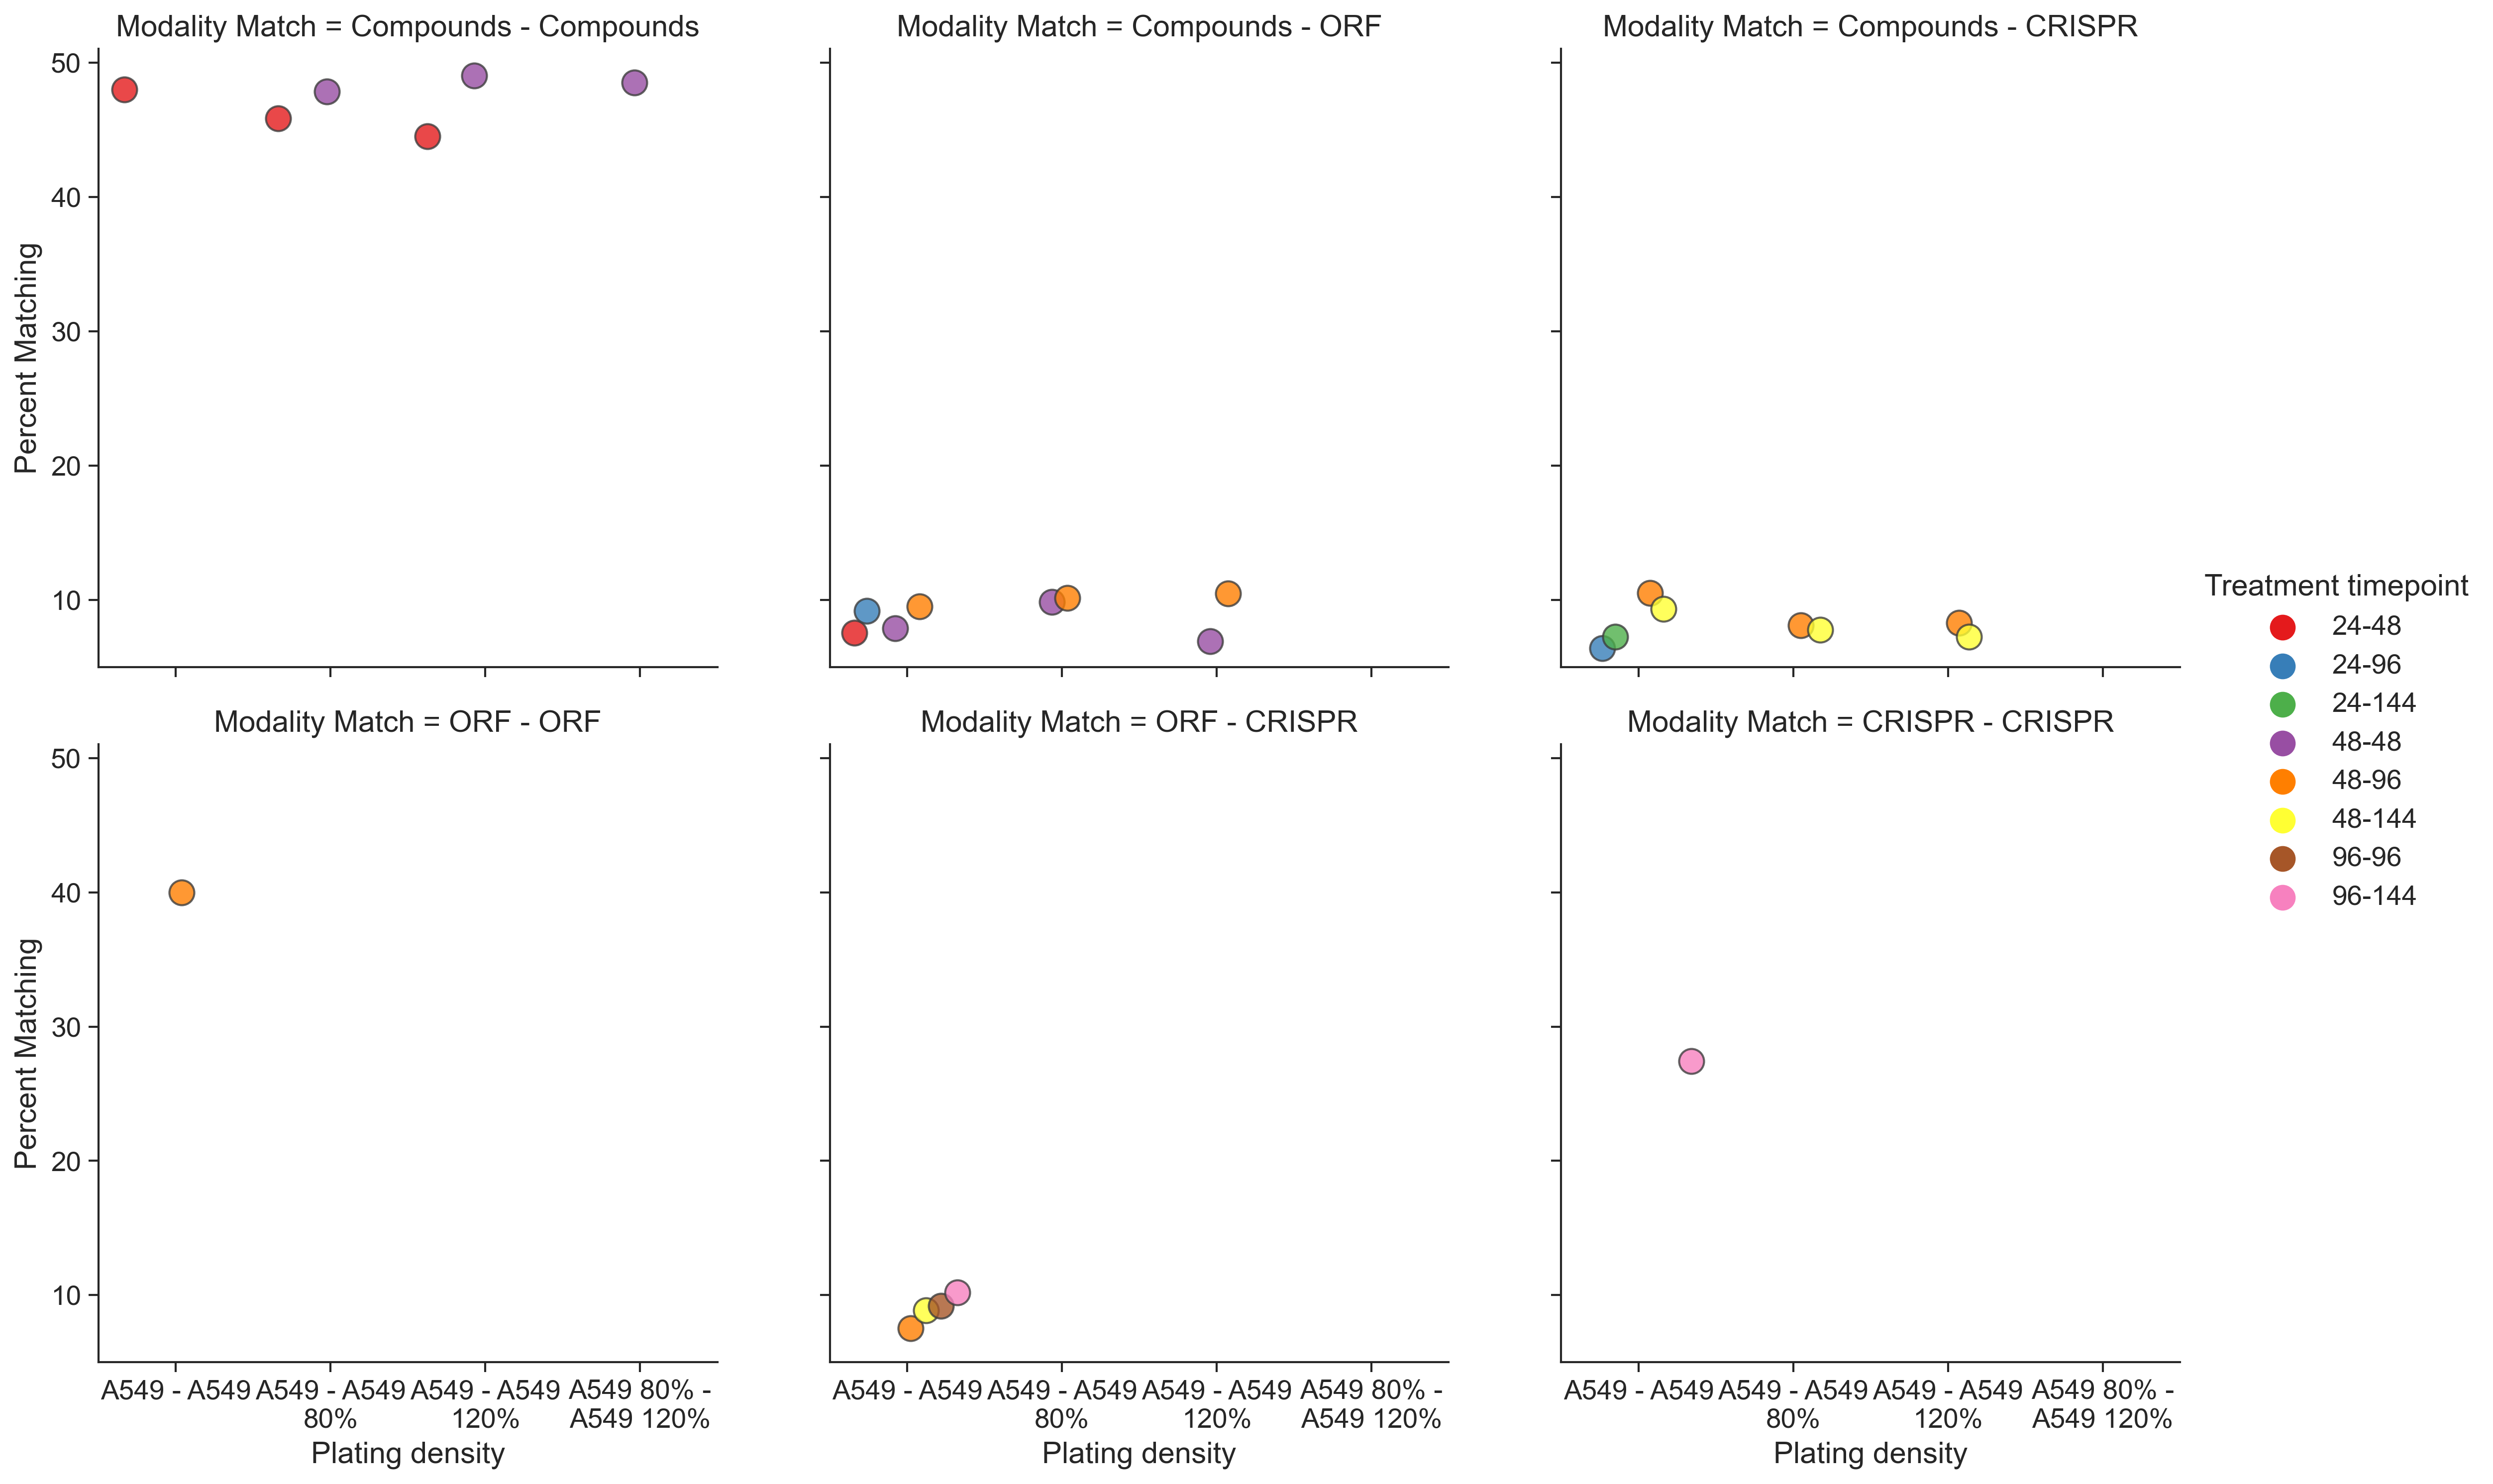 Modality Match = Compounds - Compounds
Modality Match = Compounds - ORF
Modality Match = Compounds - CRISPR
50
40
30
20
10
Percent Matching
Treatment timepoint
24-48
24-96
24-144
48-48
48-96
48-144
96-96
96-144
Modality Match = ORF - ORF
Modality Match = ORF - CRISPR
Modality Match = CRISPR - CRISPR
50
40
30
20
10
Percent Matching
A549 - A549 A549 - A549 A549 - A549 A549 80% -
80% 120% A549 120%
Plating density
A549 - A549 A549 - A549 A549 - A549 A549 80% -
80% 120% A549 120%
Plating density
A549 - A549 A549 - A549 A549 - A549 A549 80% -
80% 120% A549 120%
Plating density